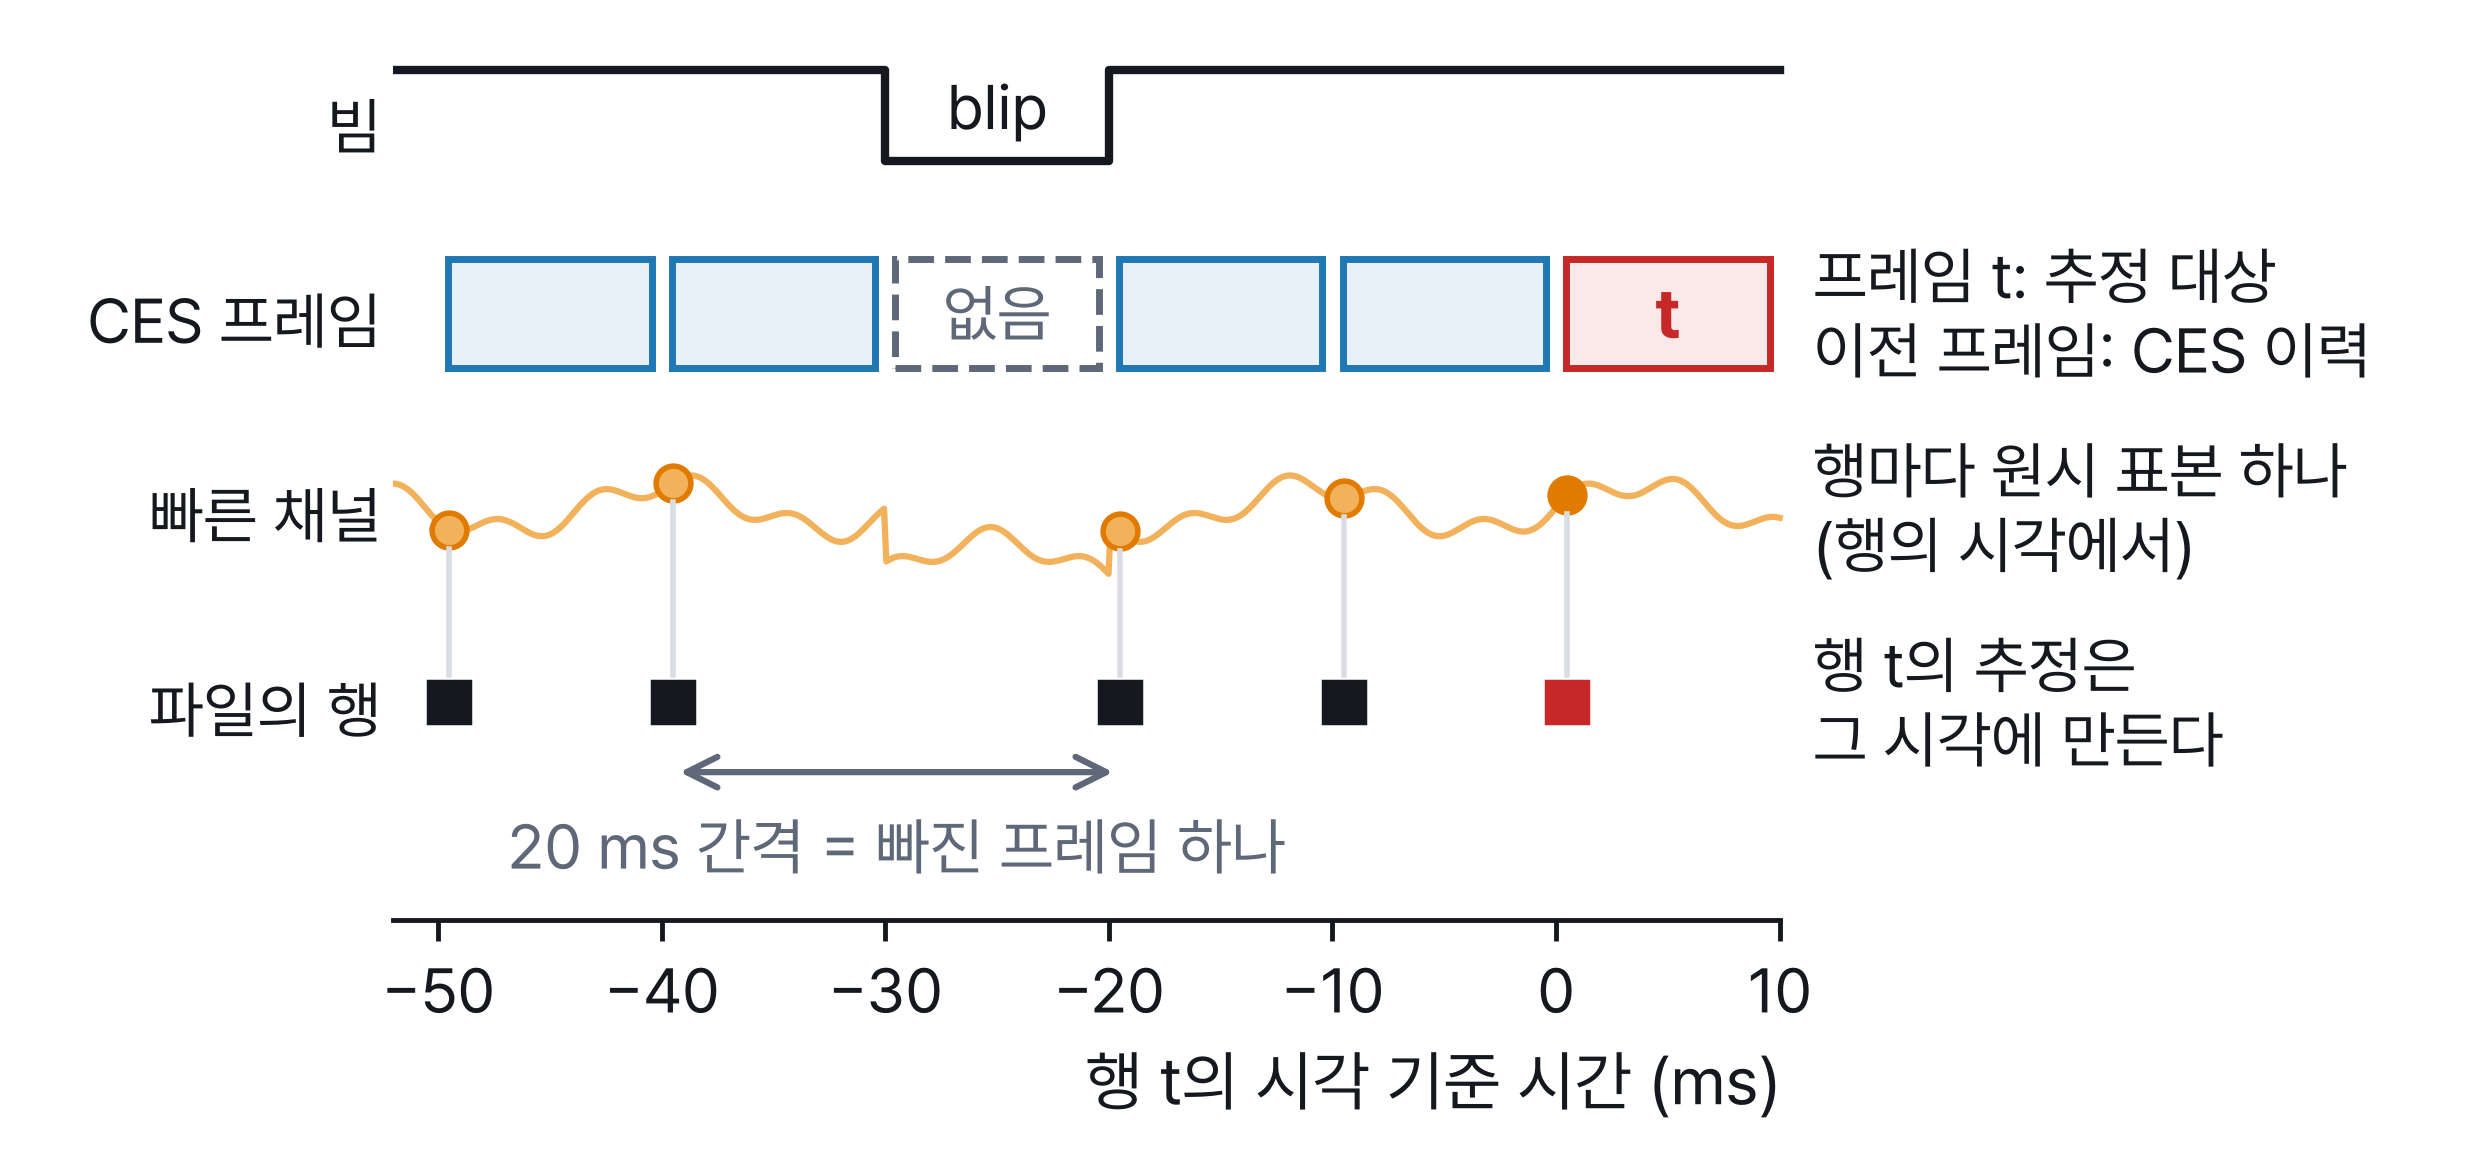 빔
blip
CES 프레임
없음
t
프레임 t: 추정 대상
이전 프레임: CES 이력
빠른 채널
행마다 원시 표본 하나
(행의 시각에서)
파일의 행
행 t의 추정은
그 시각에 만든다
20 ms 간격 = 빠진 프레임 하나
−50 −40 −30 −20 −10 0 10
행 t의 시각 기준 시간 (ms)